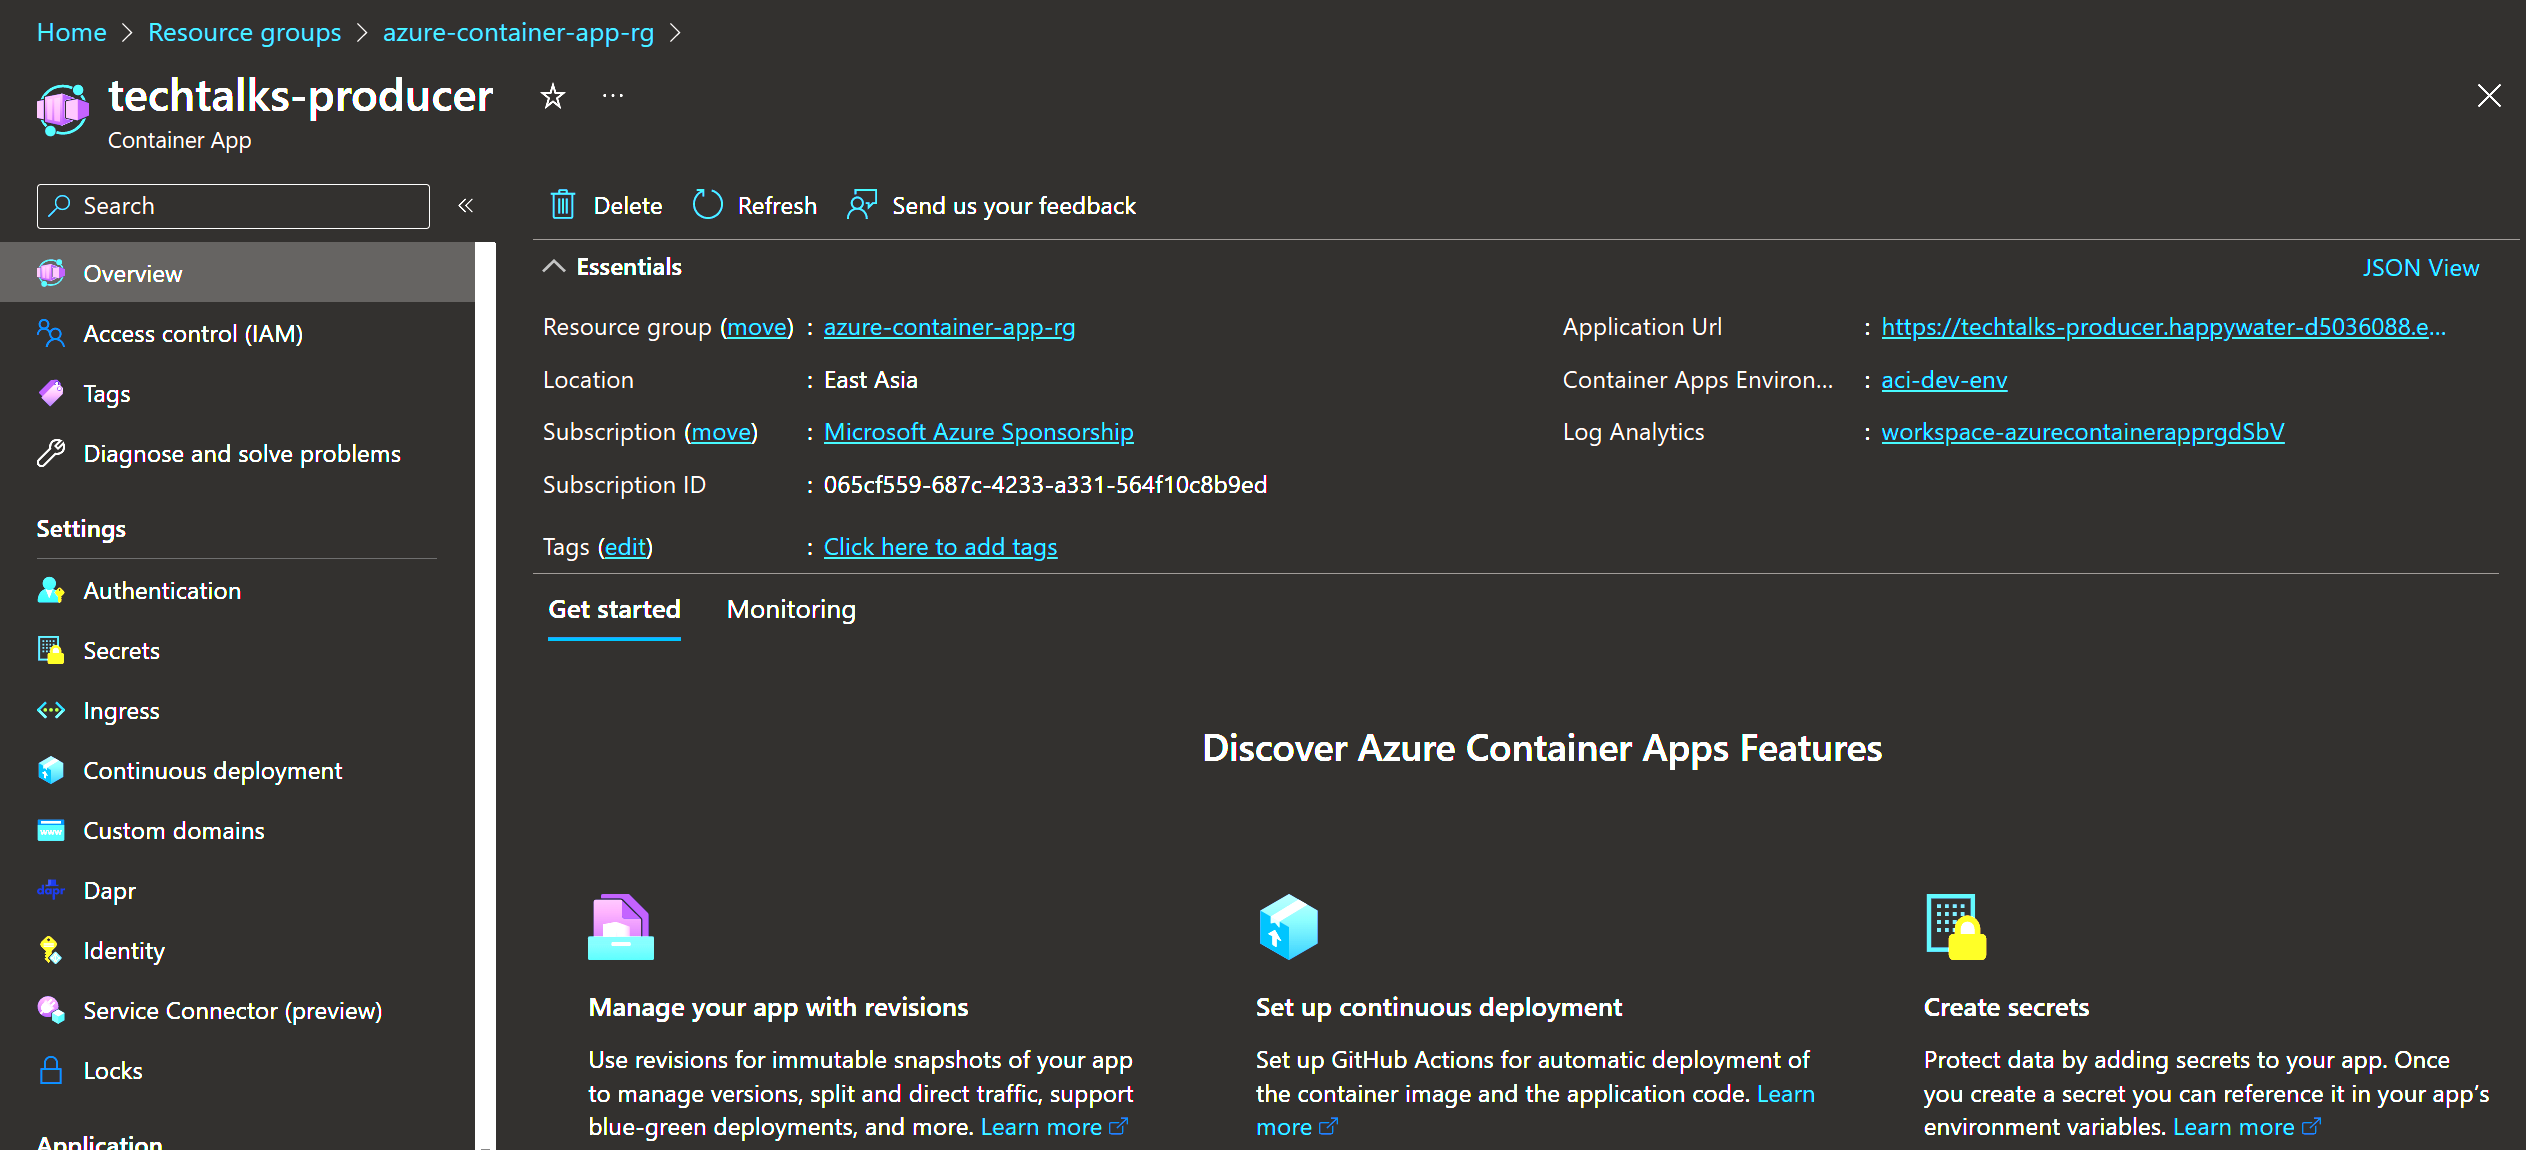 Home > Resource groups > azure-container-app-rg >
techtalks-producer
Container App
Search
Overview
Access control (IAM)
Tags
Diagnose and solve problems
Settings
Authentication
Secrets
Ingress
Continuous deployment
Custom domains
Dapr
Identity
Service Connector (preview)
Locks
Application
Delete Refresh Send us your feedback
Essentials
JSON View
Resource group (move) : azure-container-app-rg
Location : East Asia
Subscription (move) : Microsoft Azure Sponsorship
Subscription ID : 065cf559-687c-4233-a331-564f10c8b9ed
Tags (edit) : Click here to add tags
Application Url : https://techtalks-producer.happywater-d5036088.e...
Container Apps Environ... : aci-dev-env
Log Analytics : workspace-azurecontainerapprgdSbV
Get started Monitoring
Discover Azure Container Apps Features
Manage your app with revisions
Use revisions for immutable snapshots of your app
to manage versions, split and direct traffic, support
blue-green deployments, and more. Learn more
Set up continuous deployment
Set up GitHub Actions for automatic deployment of
the container image and the application code. Learn
more
Create secrets
Protect data by adding secrets to your app. Once
you create a secret you can reference it in your app’s
environment variables. Learn more